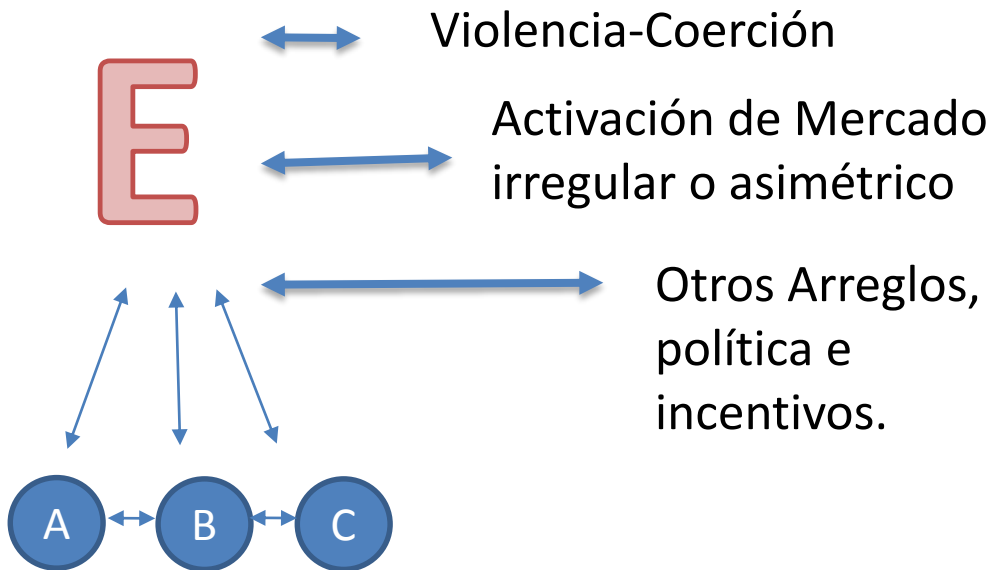 Violencia-Coerción
E
Activación de Mercado
irregular o asimétrico
Otros Arreglos,
política e
incentivos.
A
B
C